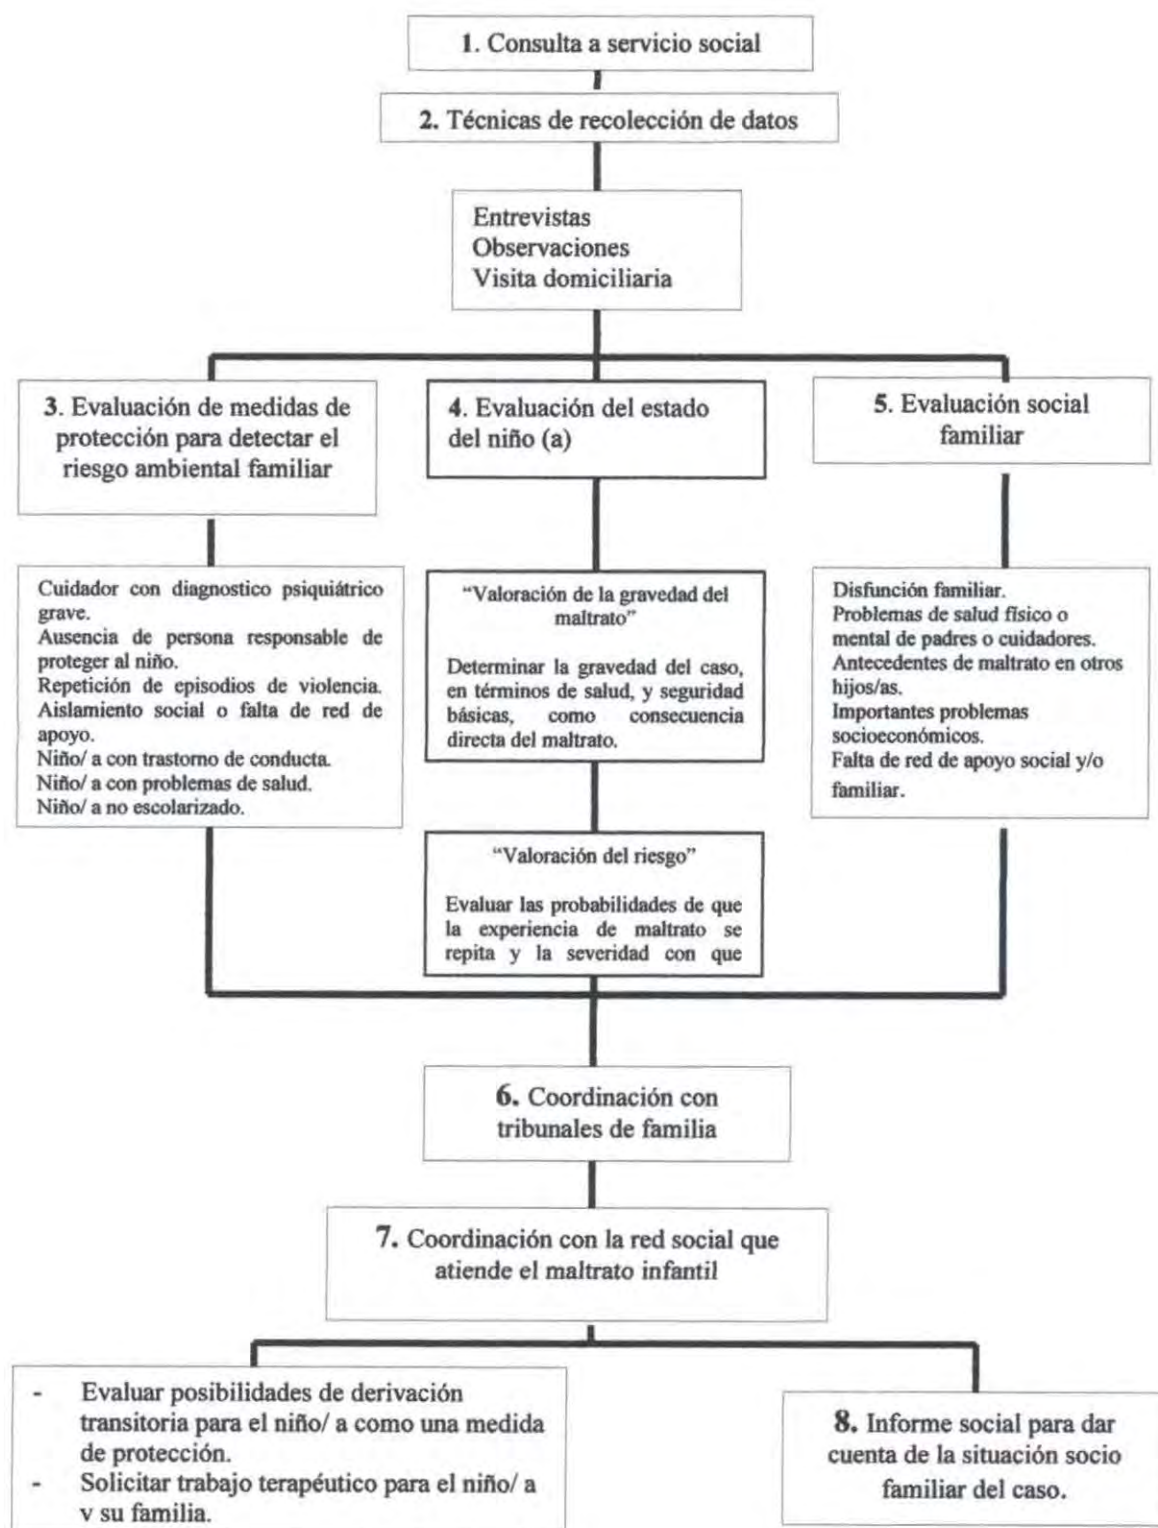 1. Consulta a servicio social
2. Técnicas de recolección de datos
Entrevistas
Observaciones
Visita domiciliaria
3. Evaluación de medidas de
protección para detectar el
riesgo ambiental familiar
4. Evaluación del estado
del niño (a)
5. Evaluación social
familiar
Cuidador con diagnostico psiquiátrico
grave.
Ausencia de persona responsable de
proteger al niño.
Repetición de episodios de violencia.
Aislamiento social o falta de red de
apoyo.
Niño/ a con trastorno de conducta.
Niño/ a con problemas de salud.
Niño/ a no escolarizado.
“Valoración de la gravedad del
maltrato”
Determinar la gravedad del caso,
en términos de salud, y seguridad
básicas, como consecuencia
directa del maltrato.
Disfunción familiar.
Problemas de salud físico o
mental de padres o cuidadores.
Antecedentes de maltrato en otros
hijos/as.
Importantes problemas
socioeconómicos.
Falta de red de apoyo social y/o
familiar.
“Valoración del riesgo”
Evaluar las probabilidades de que
la experiencia de maltrato se
repita y la severidad con que
6. Coordinación con
tribunales de familia
7. Coordinación con la red social que
atiende el maltrato infantil
- Evaluar posibilidades de derivación
transitoria para el niño/ a como una medida
de protección.
- Solicitar trabajo terapéutico para el niño/ a
y su familia.
8. Informe social para dar
cuenta de la situación socio
familiar del caso.